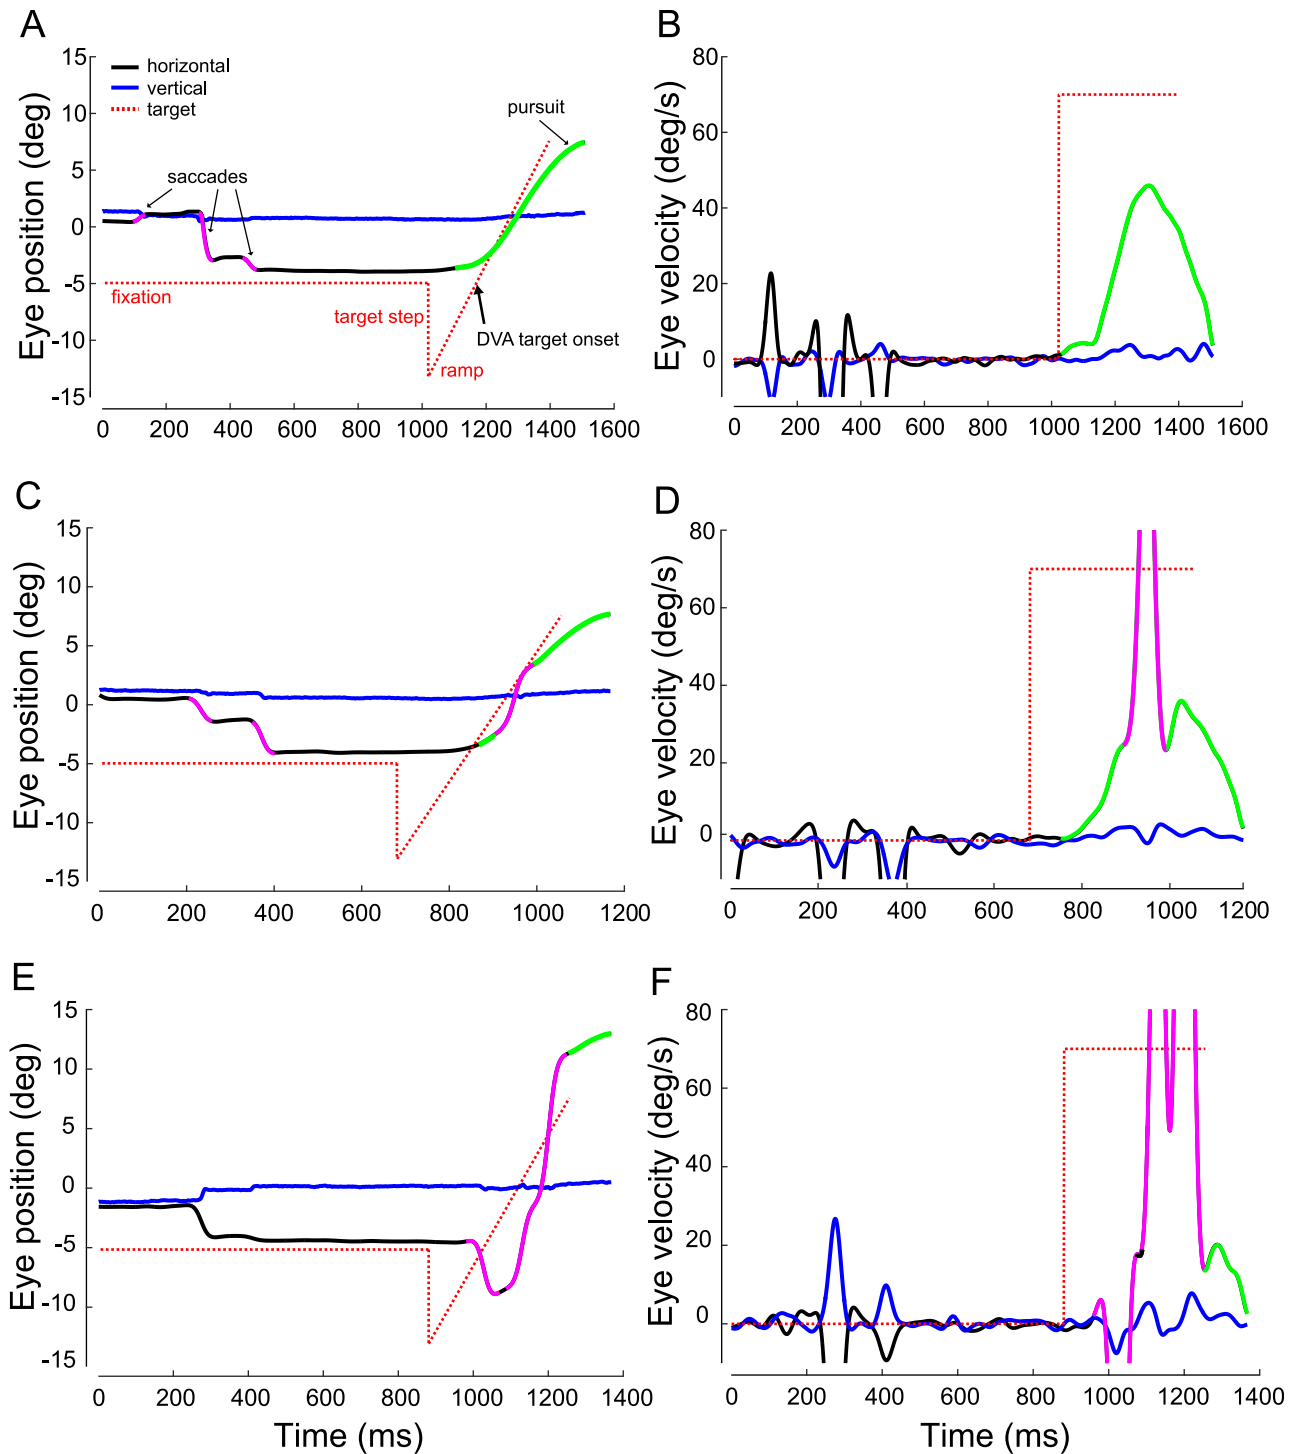 A
15
10
5
0
-5
-10
-15
Eye position (deg)
horizontal
vertical
target
saccades
pursuit
fixation
target step
DVA target onset
ramp
0 200 400 600 800 1000 1200 1400 1600
B
80
60
40
20
0
Eye velocity (deg/s)
0 200 400 600 800 1000 1200 1400 1600
C
15
10
5
0
-5
-10
-15
Eye position (deg)
0 200 400 600 800 1000 1200
D
80
60
40
20
0
Eye velocity (deg/s)
0 200 400 600 800 1000 1200
E
15
10
5
0
-5
-10
-15
Eye position (deg)
0 200 400 600 800 1000 1200 1400
Time (ms)
F
80
60
40
20
0
Eye velocity (deg/s)
0 200 400 600 800 1000 1200 1400
Time (ms)